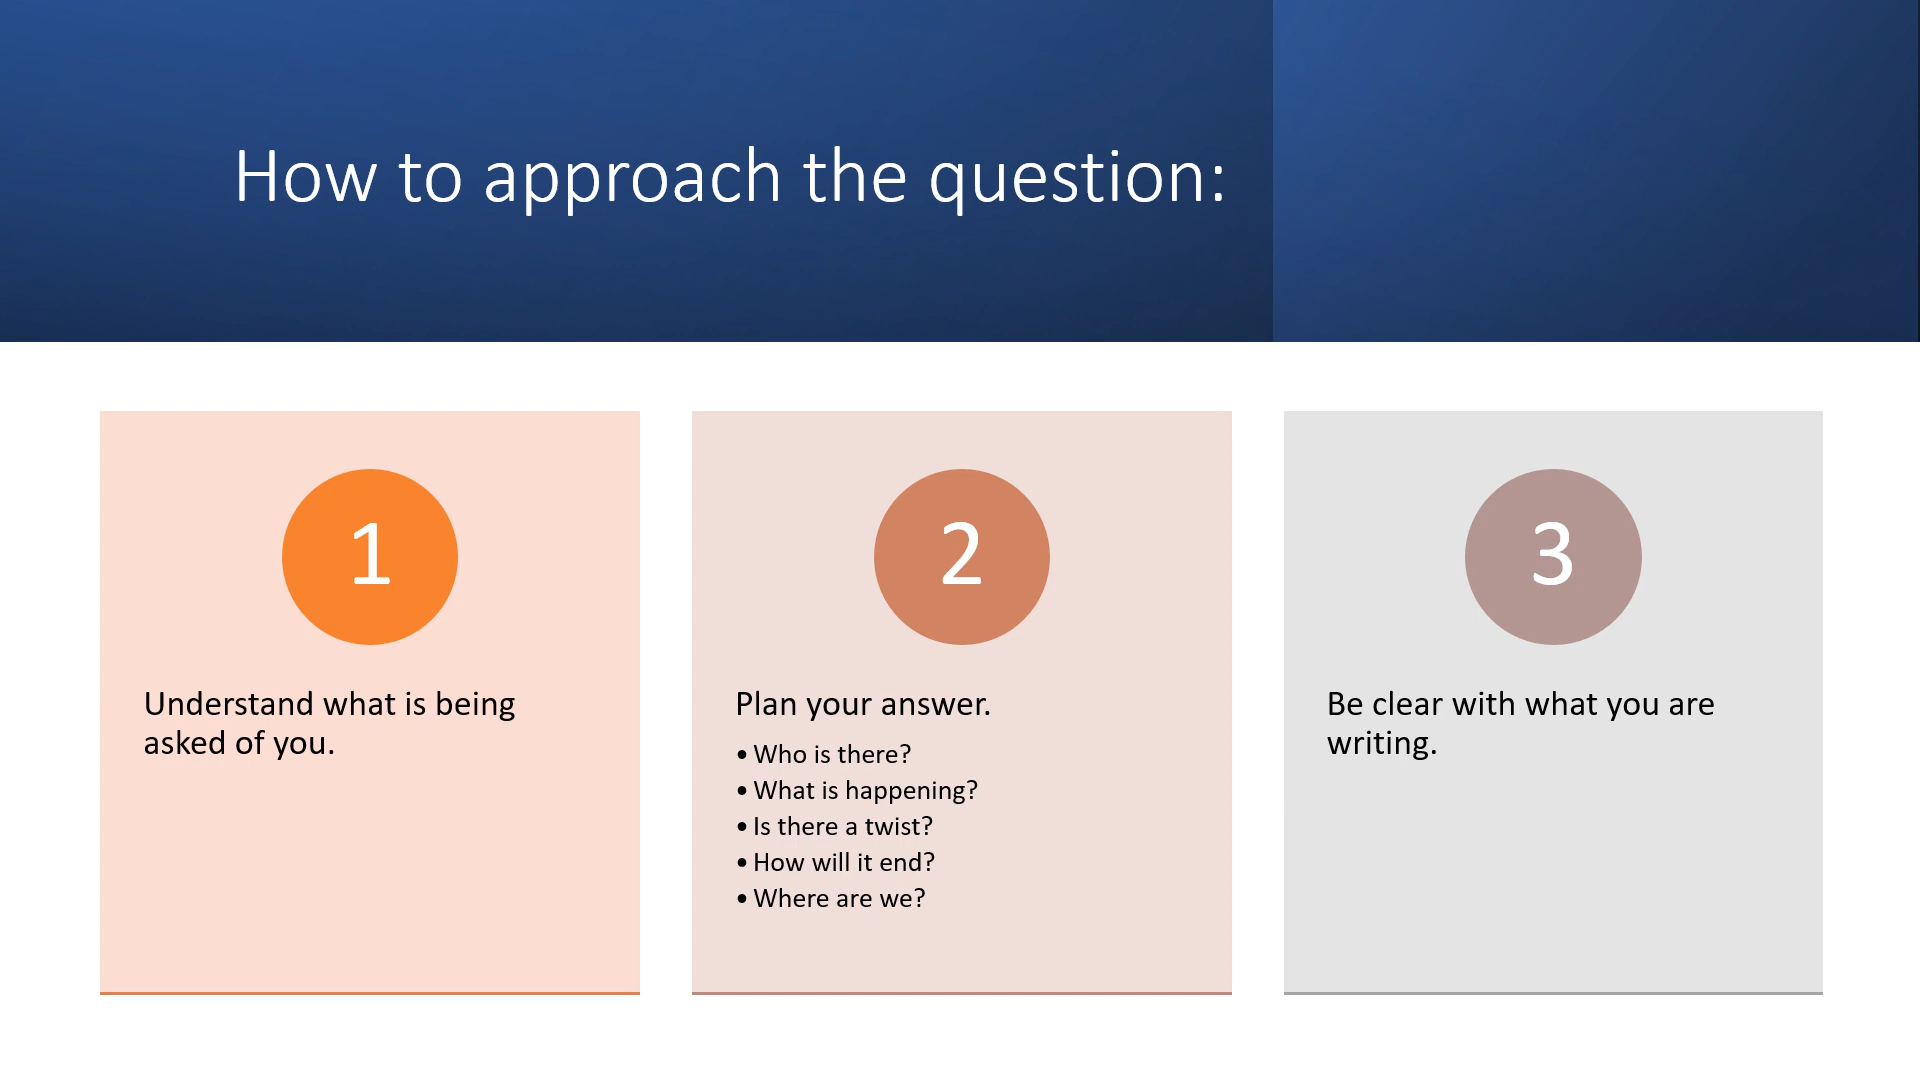 How to approach the question:
1
Understand what is being
asked of you.
2
Plan your answer.
• Who is there?
• What is happening?
• Is there a twist?
• How will it end?
• Where are we?
3
Be clear with what you are
writing.